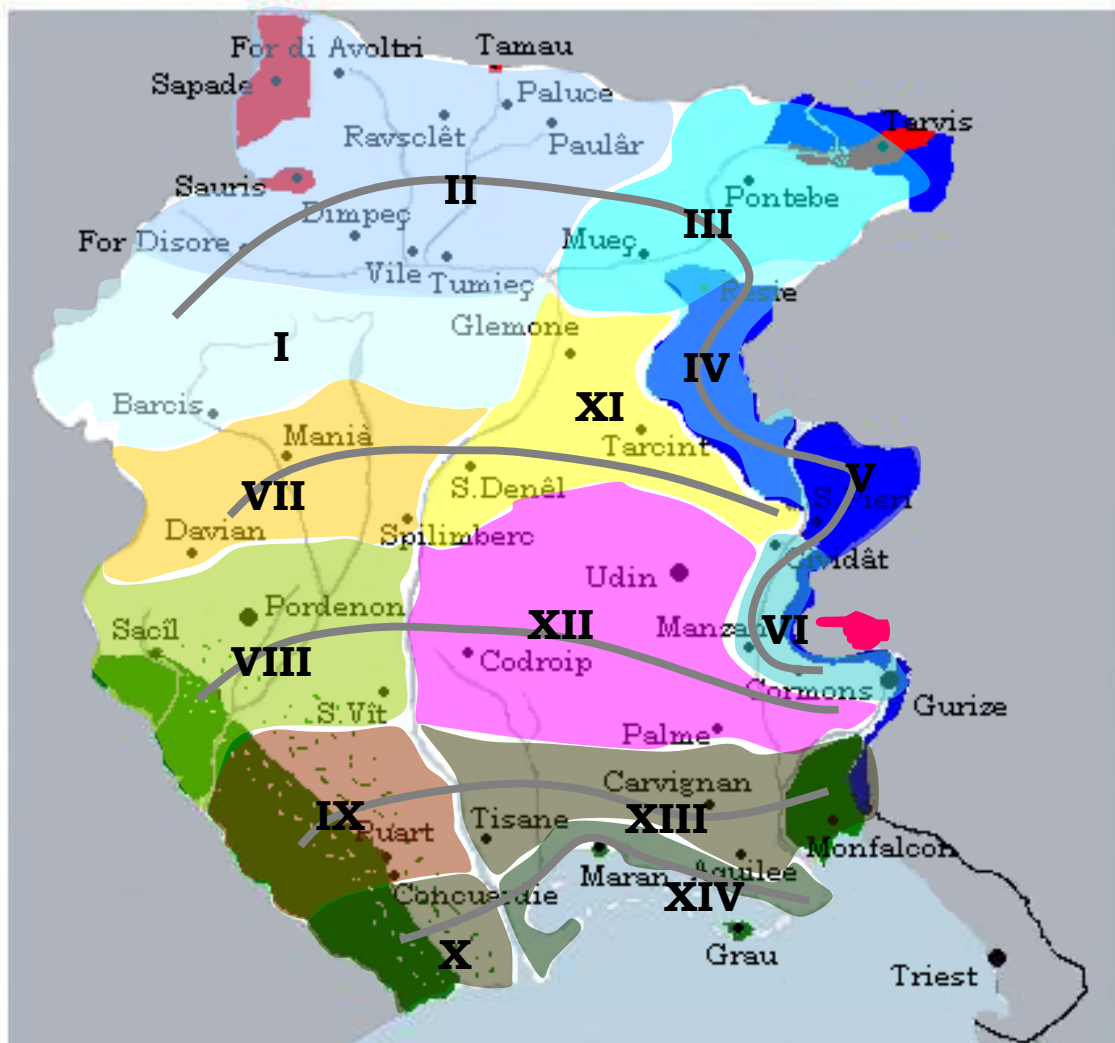 For di Avoltri
Tamau
Sapade
Paluce
Ravsclêt
Paulâr
Tarvis
Sauris
II
Pontebe
Dimpeç
III
For Disore
Mueç
Vile
Tumieç
Resie
Glemone
I
IV
Barcis
XI
Manià
Tarcint
V
VII
S.Denêl
S.Pieri
Davian
Spilimberc
Cividât
Udin
Pordenon
Sacîl
XII
Manzan
VI
VIII
Codroip
Cormons
S.Vît
Gurize
Palme
Carvignan
IX
Tisane
XIII
Puart
Monfalcon
Maran
Aquilee
Concuardie
XIV
X
Grau
Triest